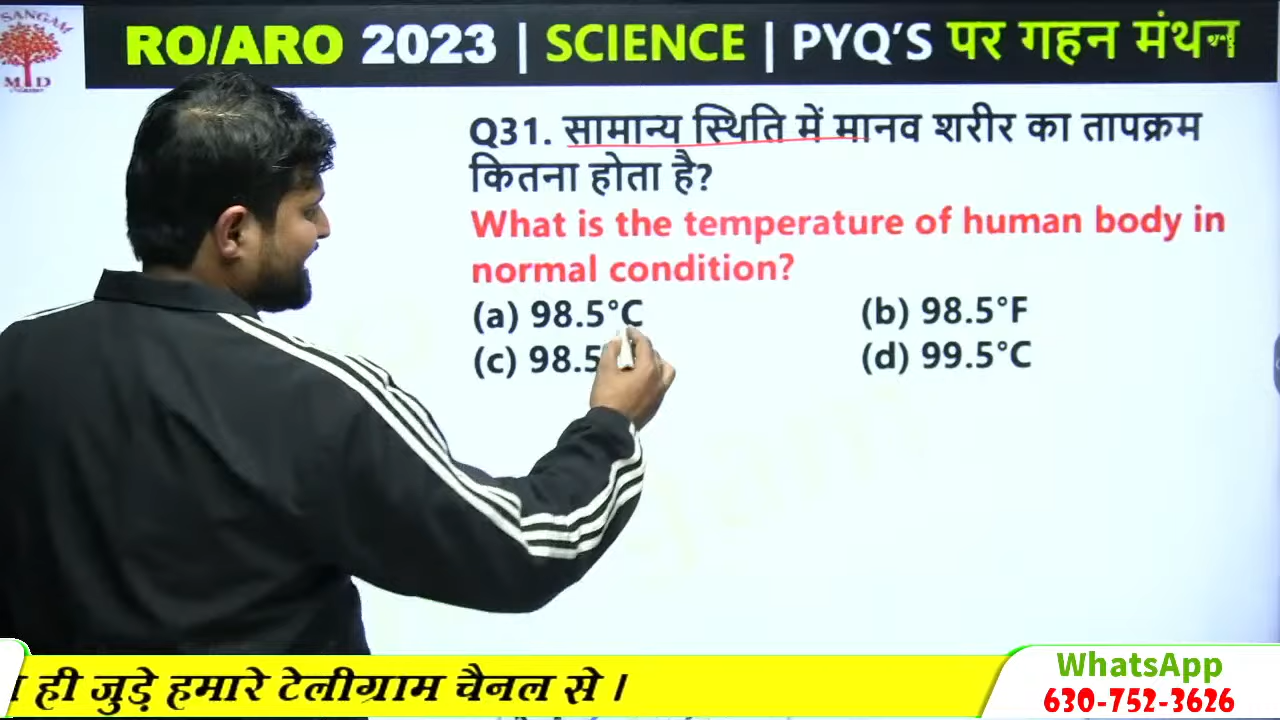 SANGAM
M D
RO/ARO 2023 | SCIENCE | PYQ'S पर गहन मंथन
Q31. सामान्य स्थिति में मानव शरीर का तापक्रम
कितना होता है?
What is the temperature of human body in
normal condition?
(a) 98.5°C (b) 98.5°F
(c) 98.5 (d) 99.5°C
ही जुड़े हमारे टेलीग्राम चैनल से ।
WhatsApp
630-752-3626